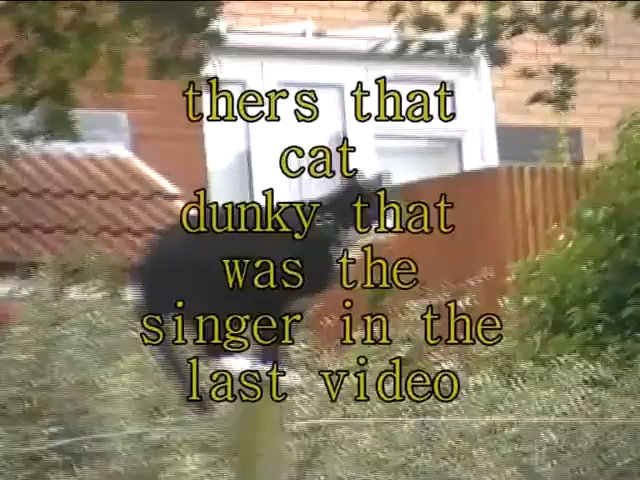 thers that
cat
dunky that
was the
singer in the
last video